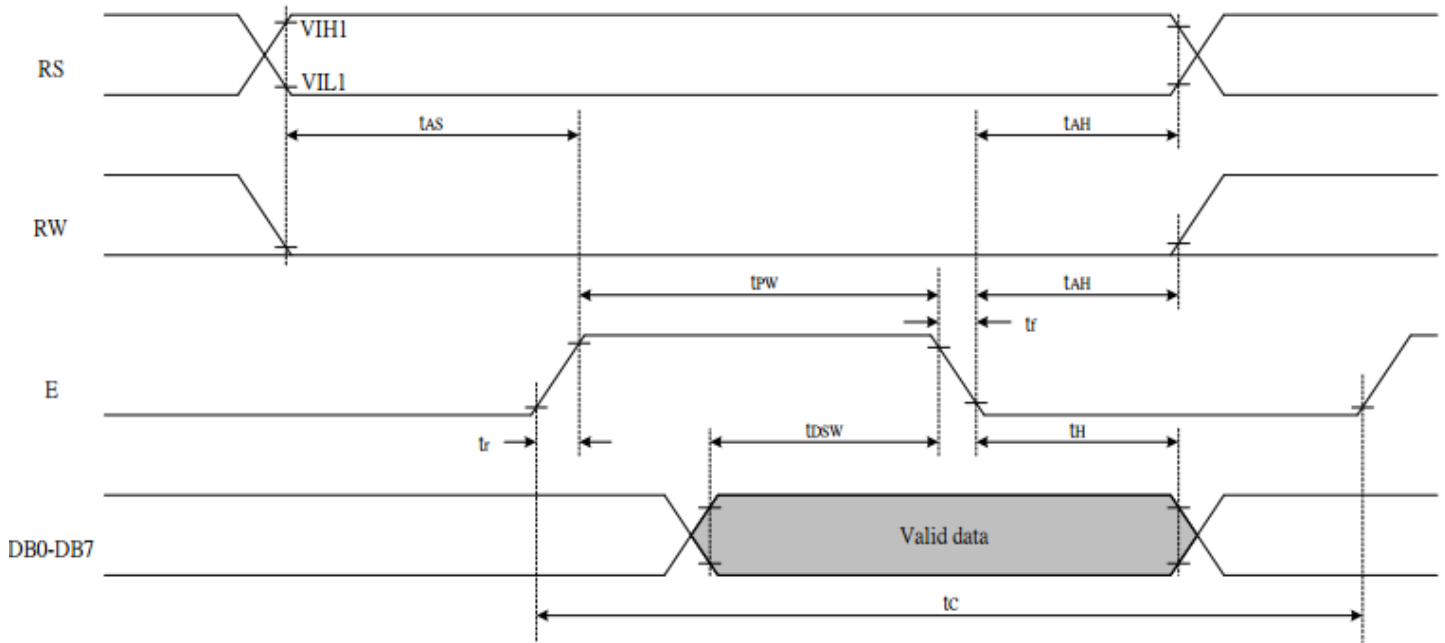 VIH1
RS
VIL1
tAS
tAH
RW
tPW
tAH
tf
E
tr
tDSW
tH
Valid data
DB0-DB7
tC